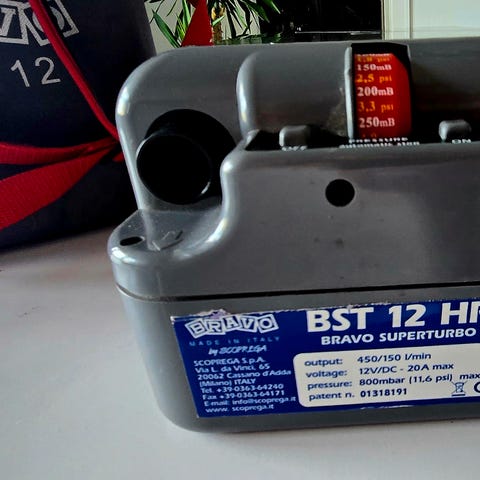 12
150mB
2,5 psi
200mB
3,3 psi
250mB
PRESSURE
OFF
ON
BRAVO
MADE IN ITALY
by SCOPREGA
SCOPREGA S.p.A.
Via L. da Vinci, 65
20062 Cassano d'Adda
(Milano) ITALY
Tel. +39-0363-64240
Fax +39-0363-64171
E mail: info@scoprega.it
www. scoprega.it
BST 12 HP
BRAVO SUPERTURBO
output: 450/150 l/min
voltage: 12V/DC - 20A max
pressure: 800mbar (11,6 psi) max
patent n. 01318191